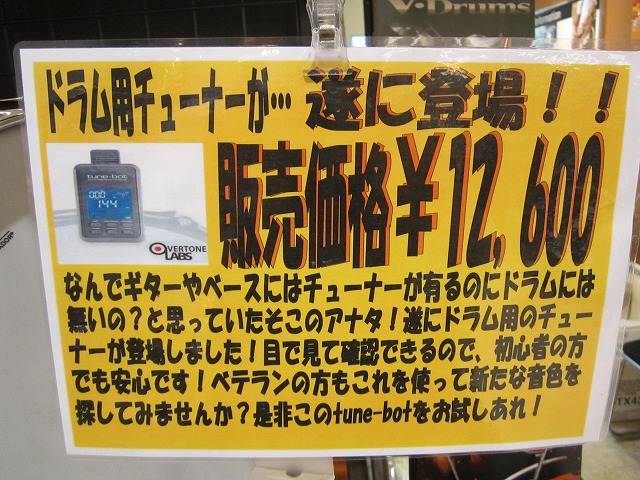 V-Drums
ドラム用チューナーが… 遂に登場！！
販売価格￥12,600
tune-bot
144
OVERTONE
LABS
なんでギターやベースにはチューナーが有るのにドラムには
無いの？と思っていたそこのアナタ！遂にドラム用のチュー
ナーが登場しました！目で見て確認できるので、初心者の方
でも安心です！ベテランの方もこれを使って新たな音色を
探してみませんか？是非このtune-botをお試しあれ！